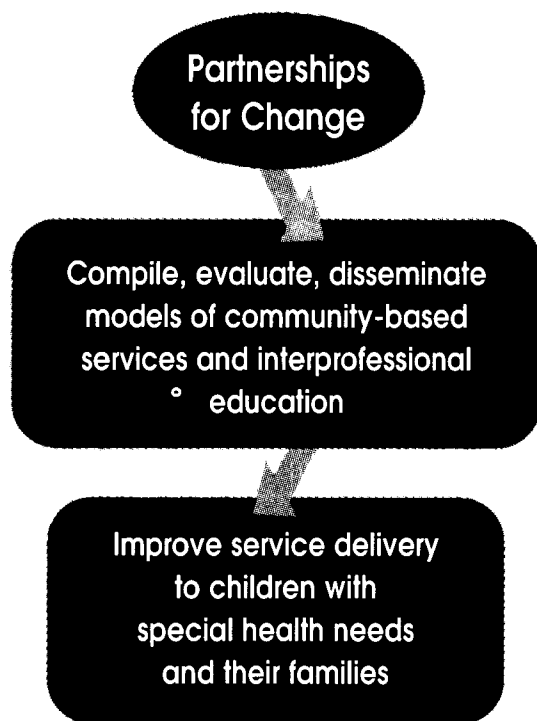 Partnerships
for Change
Compile, evaluate, disseminate
models of community-based
services and interprofessional
° education
Improve service delivery
to children with
special health needs
and their families